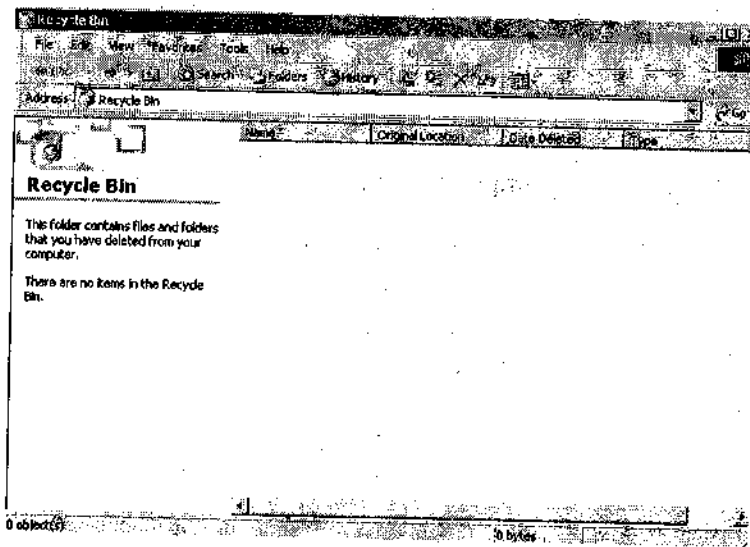 Recycle Bin
File Edit View Favorites Tools Help
Search Folders History
Address Recycle Bin Go
Name Original Location Date Deleted Type
Recycle Bin
This folder contains files and folders
that you have deleted from your
computer.
There are no items in the Recycle
Bin.
0 object(s) 0 bytes